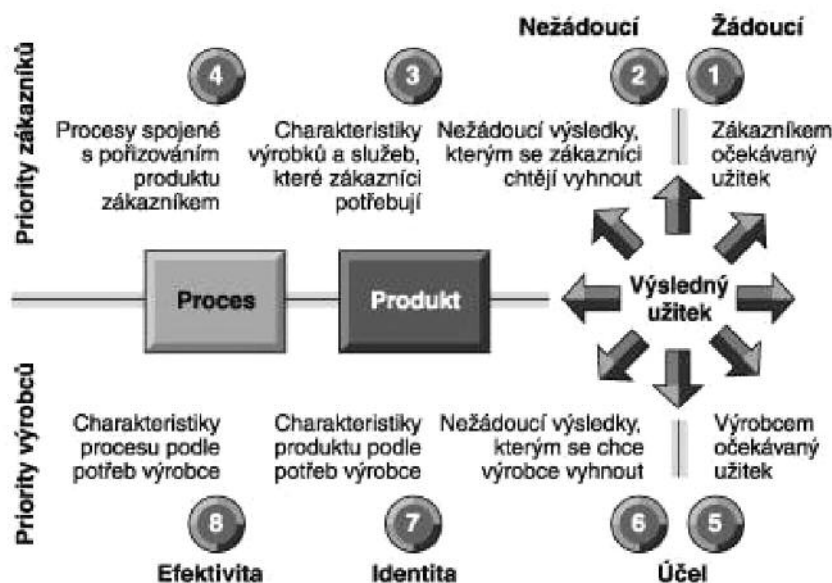 Nežádoucí
Žádoucí
Priority zákazníků
4
3
2
1
Procesy spojené
s pořizováním
produktu
zákazníkem
Charakteristiky
výrobků a služeb,
které zákazníci
potřebují
Nežádoucí výsledky,
kterým se zákazníci
chtějí vyhnout
Zákazníkem
očekávaný
užitek
Proces
Produkt
Výsledný
užitek
Priority výrobců
Charakteristiky
procesu podle
potřeb výrobce
Charakteristiky
produktu podle
potřeb výrobce
Nežádoucí výsledky,
kterým se chce
výrobce vyhnout
Výrobcem
očekávaný
užitek
8
7
6
5
Efektivita
Identita
Účel